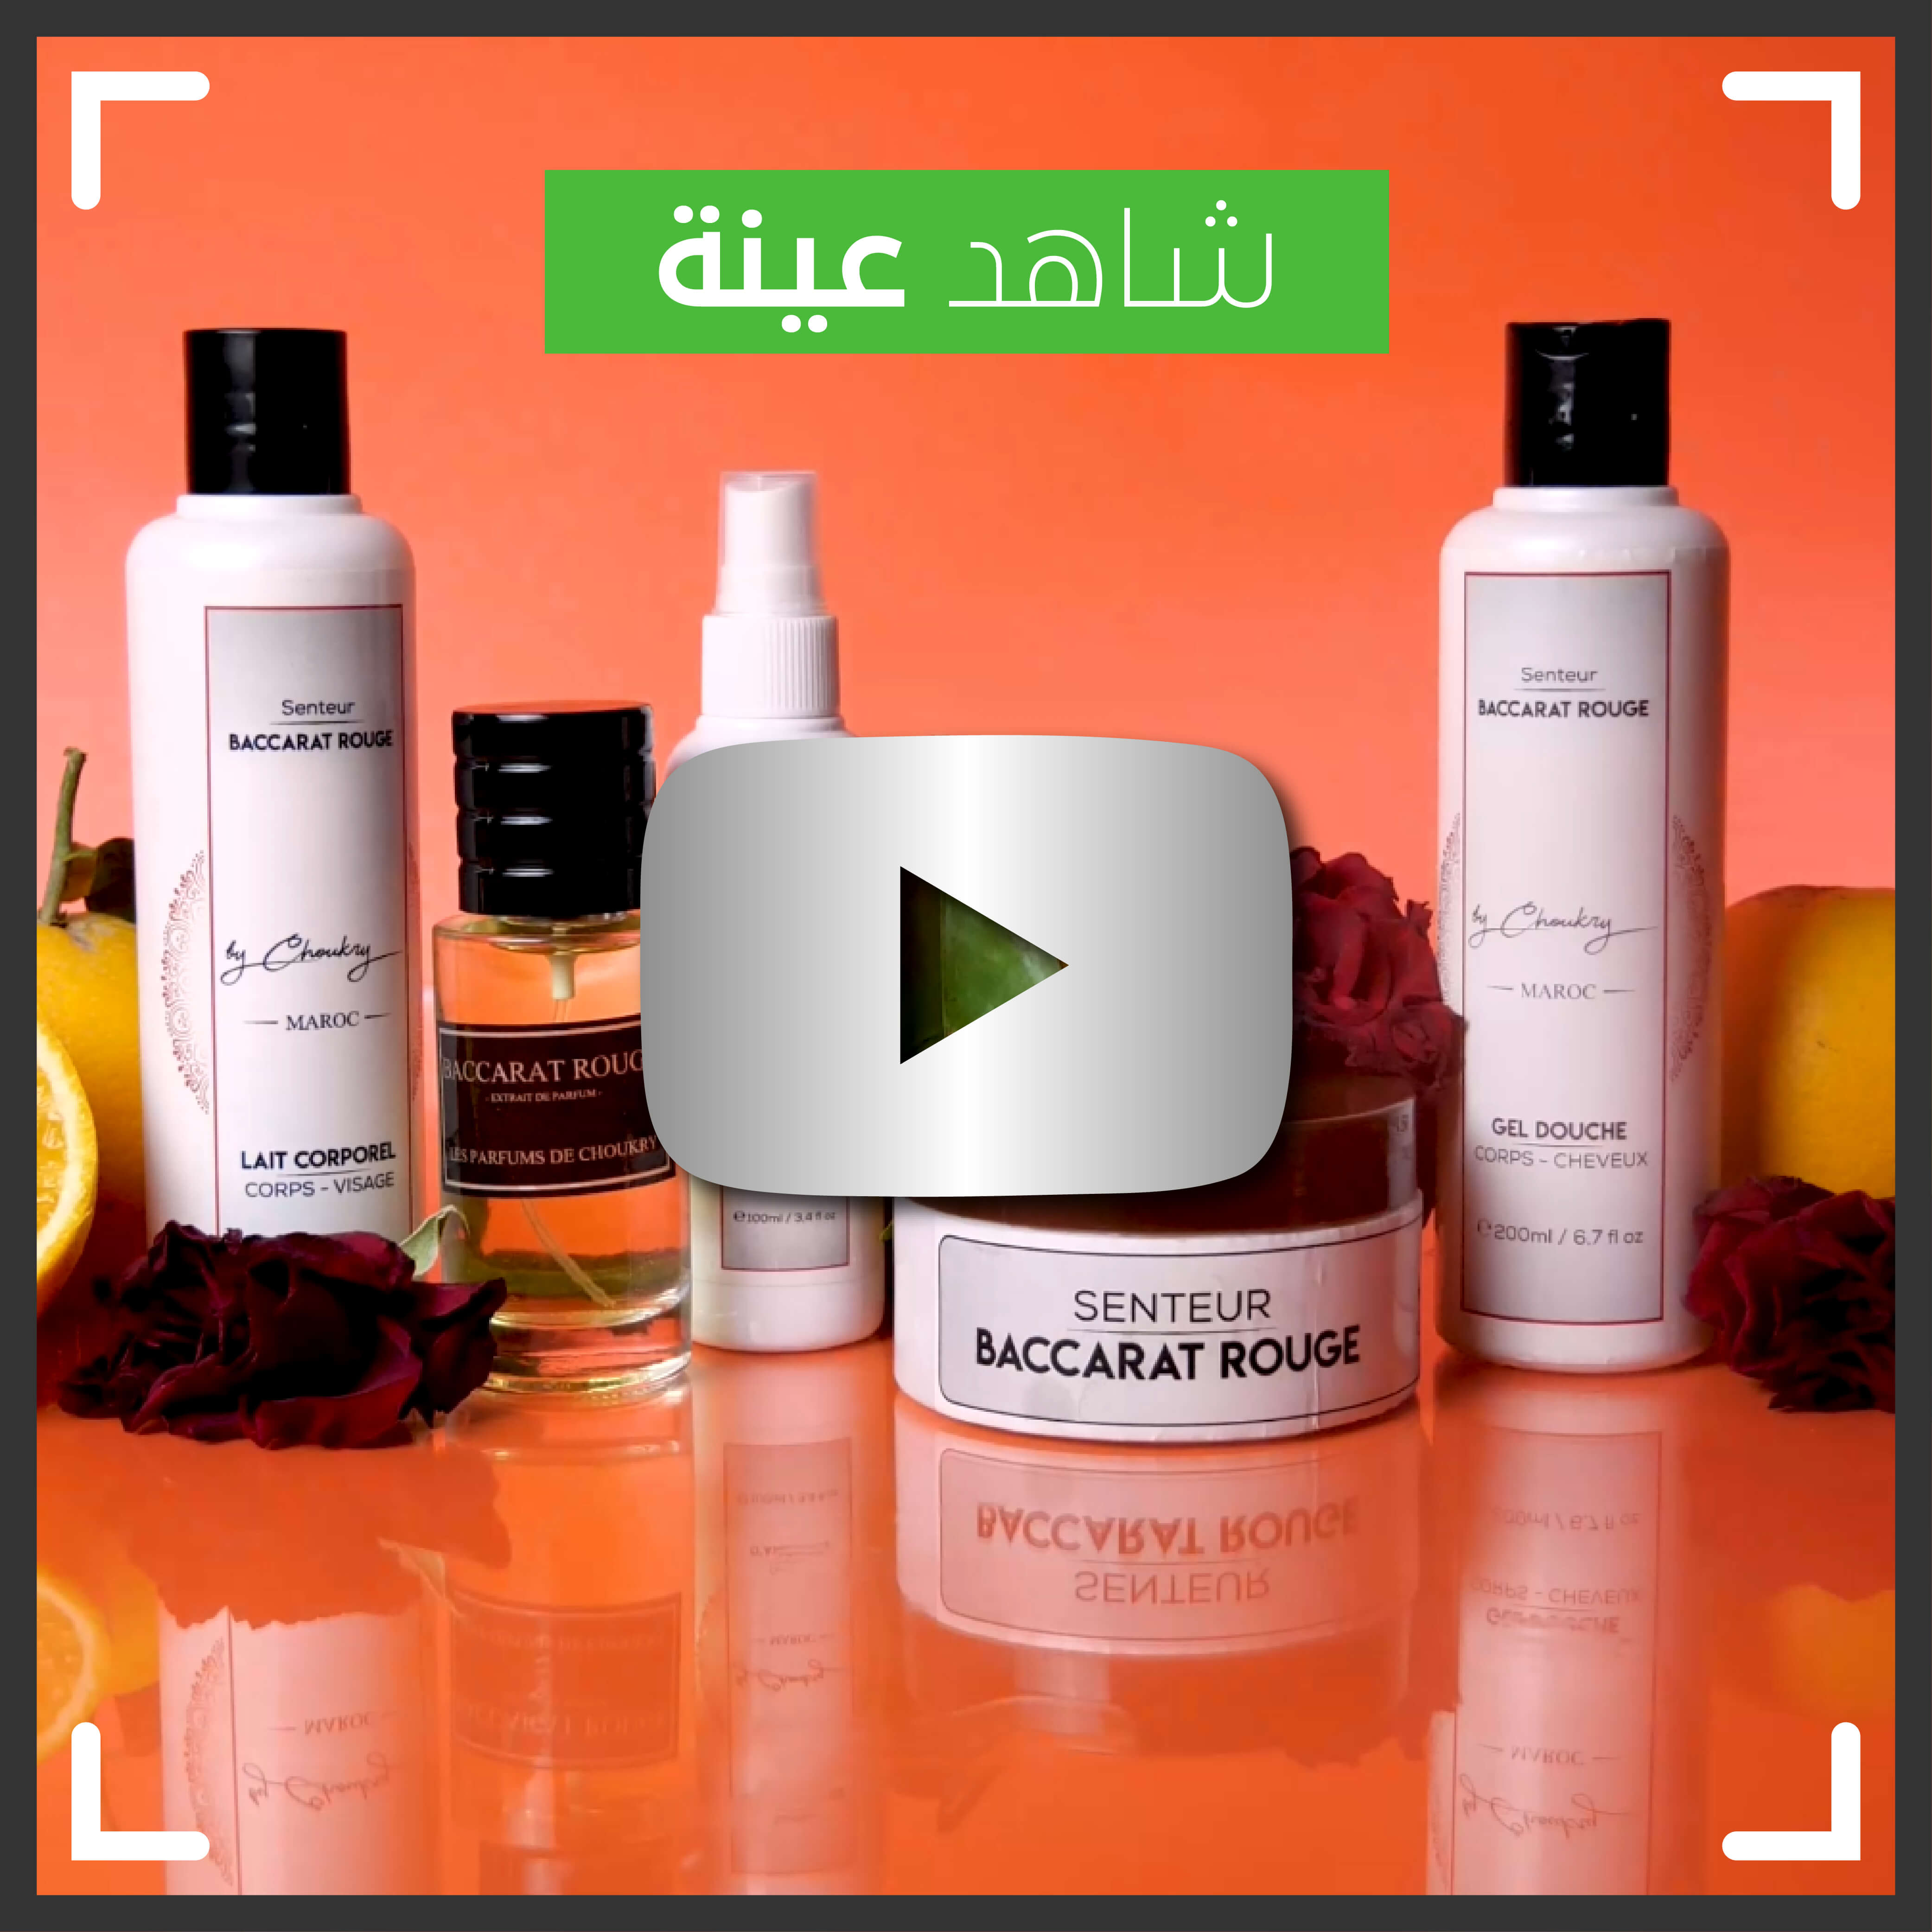 شاهد عينة
Senteur
BACCARAT ROUGE
by Choukry
MAROC
LAIT CORPOREL
CORPS - VISAGE
BACCARAT ROUG
- EXTRAIT DE PARFUM -
LES PARFUMS DE CHOUKRY
℮100ml / 3,4 fl oz
SENTEUR
BACCARAT ROUGE
Senteur
BACCARAT ROUGE
by Choukry
MAROC
GEL DOUCHE
CORPS - CHEVEUX
℮200ml / 6.7 fl oz